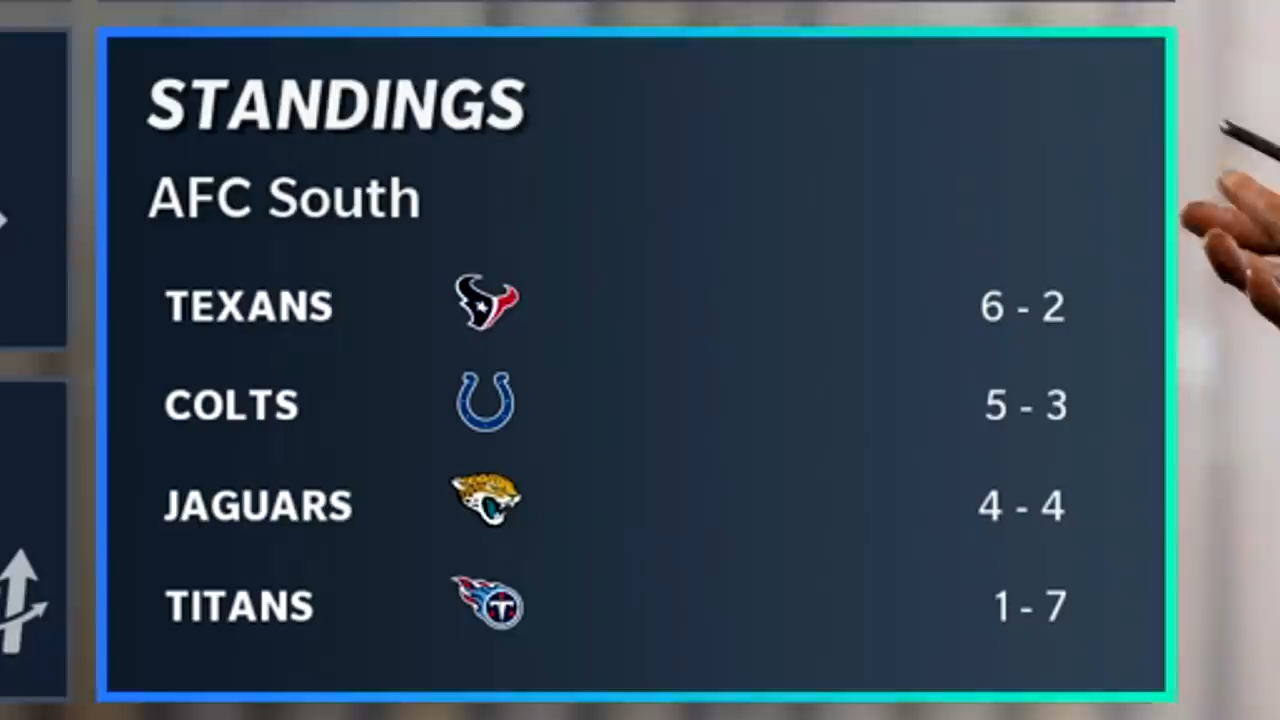 STANDINGS
AFC South
TEXANS 6 - 2
COLTS 5 - 3
JAGUARS 4 - 4
TITANS 1 - 7